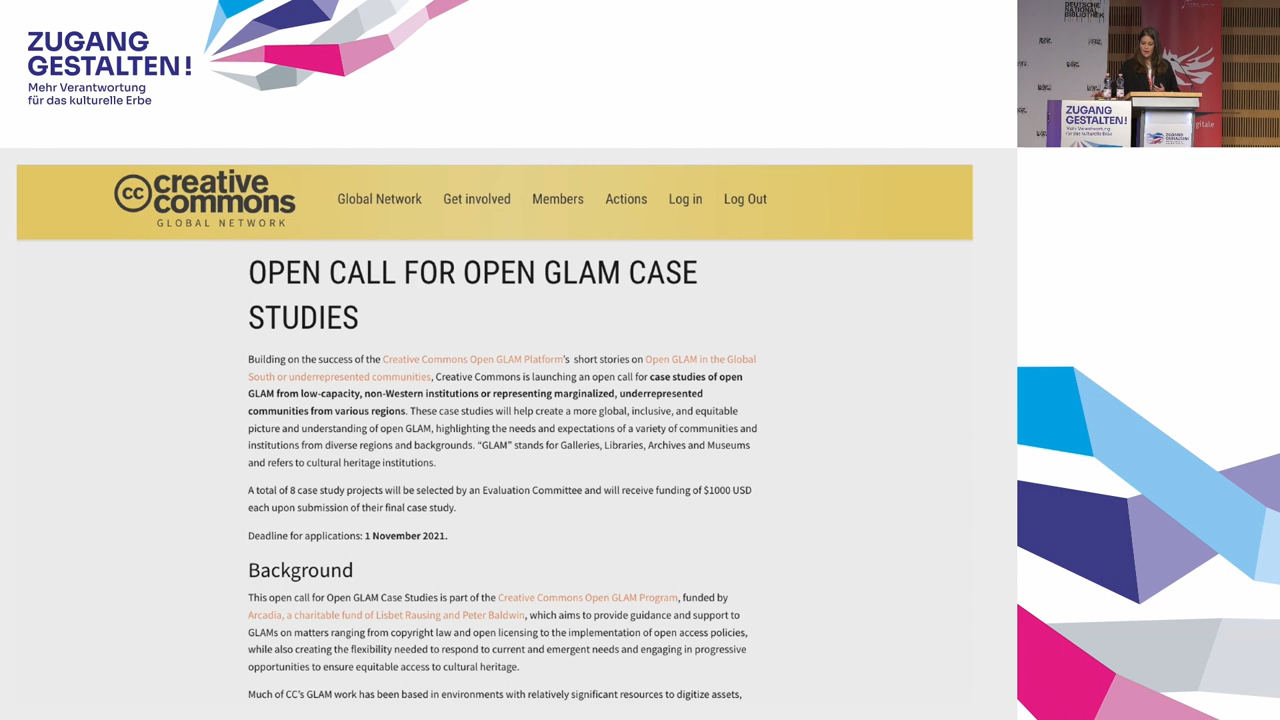 ZUGANG
GESTALTEN!
Mehr Verantwortung
für das kulturelle Erbe
DEUTSCHE
NATIONAL
BIBLIOTHEK
ZUGANG
GESTALTEN!
Mehr Verantwortung
für das kulturelle Erbe
ZUGANG
GESTALTEN!
gitale
cc creative
commons
GLOBAL NETWORK
Global Network Get involved Members Actions Log in Log Out
OPEN CALL FOR OPEN GLAM CASE
STUDIES
Building on the success of the Creative Commons Open GLAM Platform's short stories on Open GLAM in the Global
South or underrepresented communities, Creative Commons is launching an open call for case studies of open
GLAM from low-capacity, non-Western institutions or representing marginalized, underrepresented
communities from various regions. These case studies will help create a more global, inclusive, and equitable
picture and understanding of open GLAM, highlighting the needs and expectations of a variety of communities and
institutions from diverse regions and backgrounds. “GLAM” stands for Galleries, Libraries, Archives and Museums
and refers to cultural heritage institutions.
A total of 8 case study projects will be selected by an Evaluation Committee and will receive funding of $1000 USD
each upon submission of their final case study.
Deadline for applications: 1 November 2021.
Background
This open call for Open GLAM Case Studies is part of the Creative Commons Open GLAM Program, funded by
Arcadia, a charitable fund of Lisbet Rausing and Peter Baldwin, which aims to provide guidance and support to
GLAMs on matters ranging from copyright law and open licensing to the implementation of open access policies,
while also creating the flexibility needed to respond to current and emergent needs and engaging in progressive
opportunities to ensure equitable access to cultural heritage.
Much of CC's GLAM work has been based in environments with relatively significant resources to digitize assets,